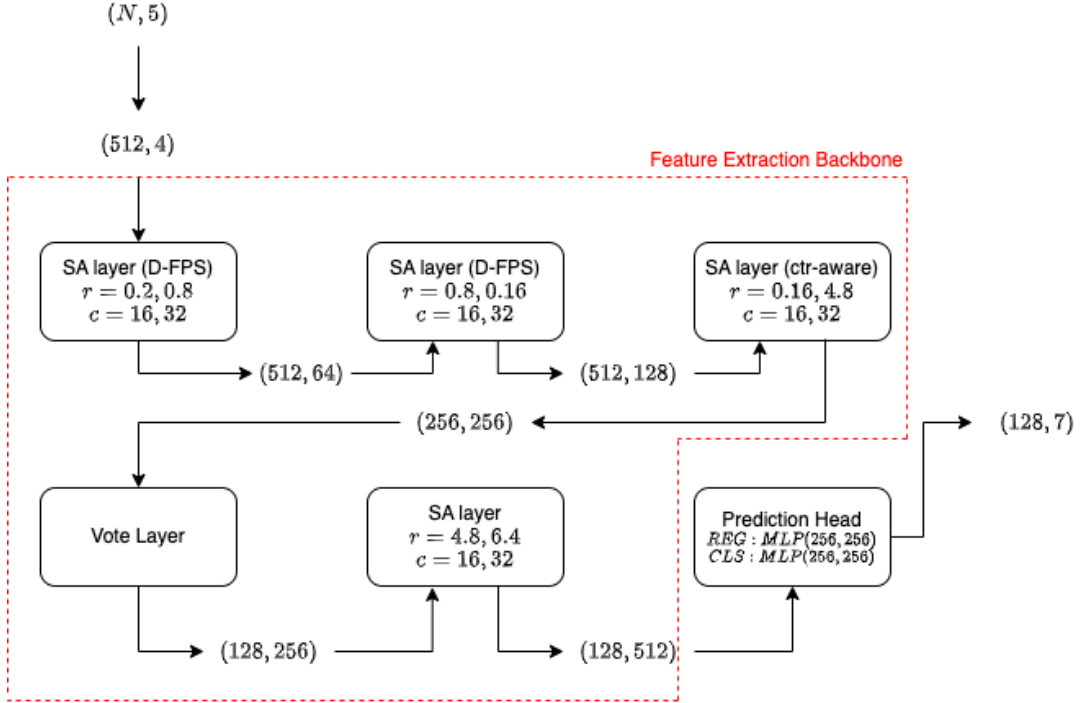 (N, 5)
(512, 4)
Feature Extraction Backbone
SA layer (D-FPS)
r = 0.2, 0.8
c = 16, 32
SA layer (D-FPS)
r = 0.8, 0.16
c = 16, 32
SA layer (ctr-aware)
r = 0.16, 4.8
c = 16, 32
(512, 64)
(512, 128)
(256, 256)
(128, 7)
Vote Layer
SA layer
r = 4.8, 6.4
c = 16, 32
Prediction Head
REG : MLP(256, 256)
CLS : MLP(256, 256)
(128, 256)
(128, 512)